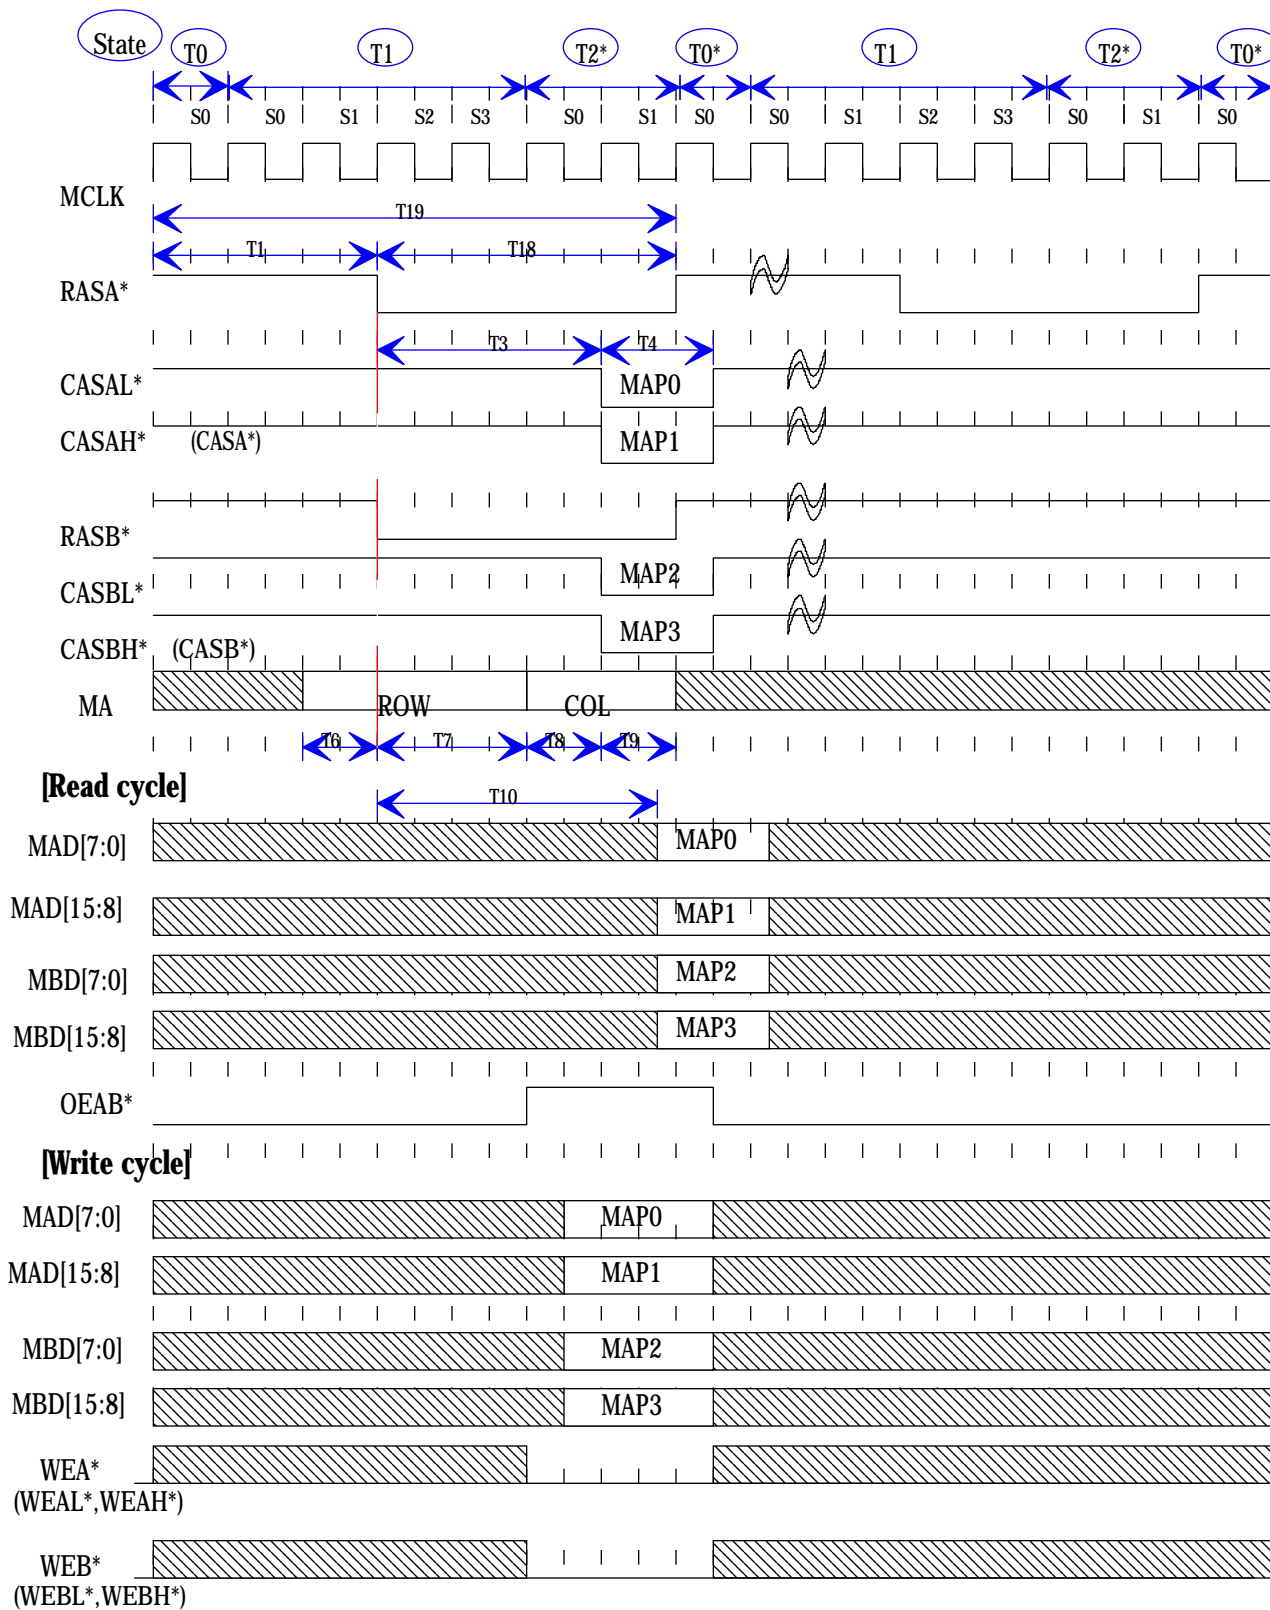 State T0 T1 T2* T0* T1 T2* T0*
S0 S0 S1 S2 S3 S0 S1 S0 S0 S1 S2 S3 S0 S1 S0
MCLK
T19
T1 T18
RASA*
T3 T4
CASAL* MAP0
CASAH* (CASA*) MAP1
RASB*
CASBL* MAP2
CASBH* (CASB*) MAP3
MA ROW COL
T6 T7 T8 T9
[Read cycle]
T10
MAD[7:0] MAP0
MAD[15:8] MAP1
MBD[7:0] MAP2
MBD[15:8] MAP3
OEAB*
[Write cycle]
MAD[7:0] MAP0
MAD[15:8] MAP1
MBD[7:0] MAP2
MBD[15:8] MAP3
WEA*
(WEAL*,WEAH*)
WEB*
(WEBL*,WEBH*)